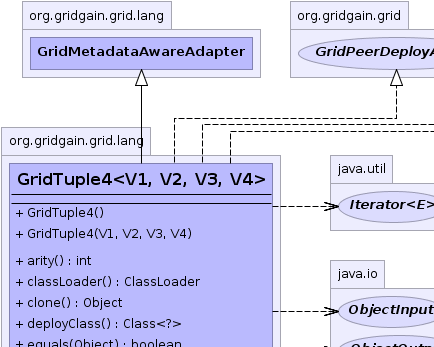 org.gridgain.grid.lang
GridMetadataAwareAdapter
org.gridgain.grid
GridPeerDeployA
org.gridgain.grid.lang
GridTuple4<V1, V2, V3, V4>
+ GridTuple4()
+ GridTuple4(V1, V2, V3, V4)
+ arity() : int
+ classLoader() : ClassLoader
+ clone() : Object
+ deployClass() : Class<?>
+ equals(Object) : boolean
java.util
Iterator<E>
java.io
ObjectInput
ObjectOutp